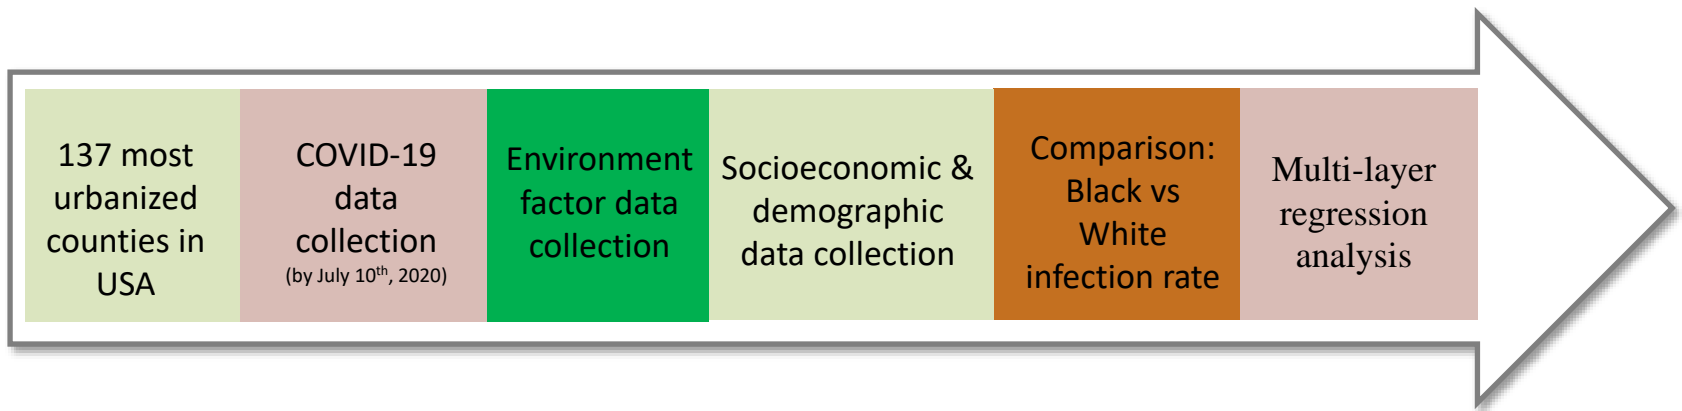 137 most
urbanized
counties in
USA
COVID-19
data
collection
(by July 10th, 2020)
Environment
factor data
collection
Socioeconomic &
demographic
data collection
Comparison:
Black vs
White
infection rate
Multi-layer
regression
analysis